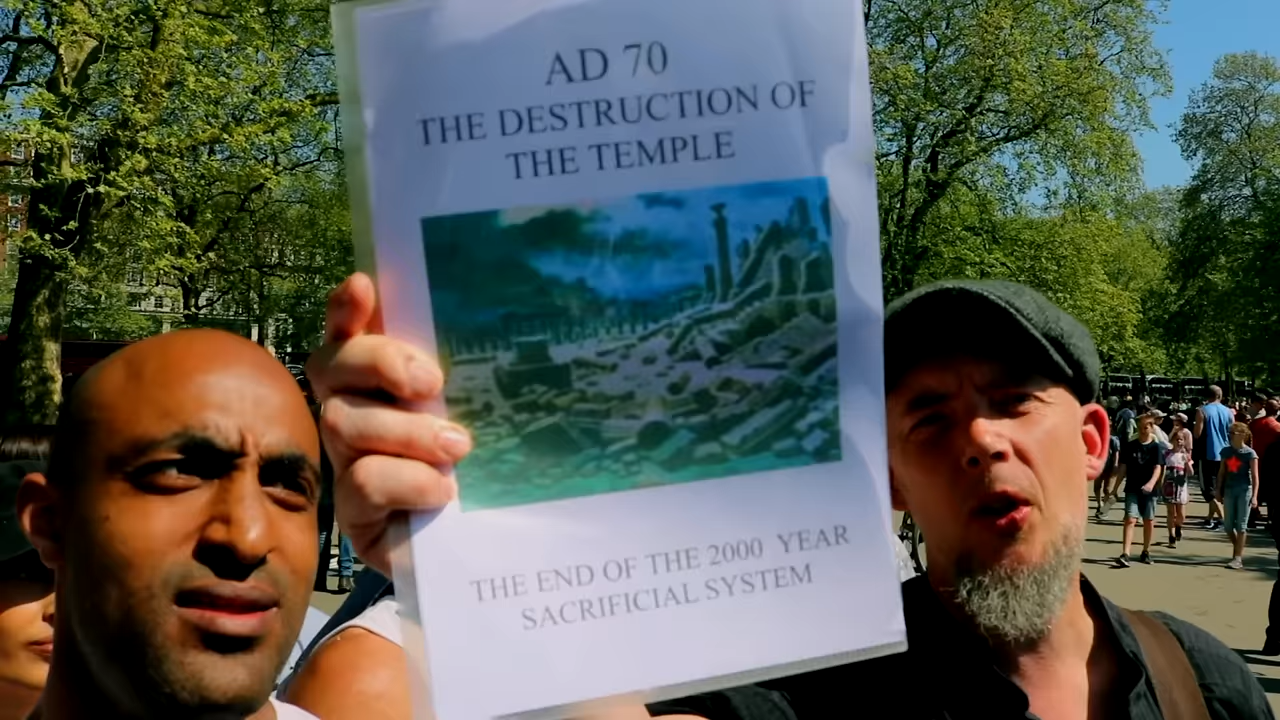 AD 70
THE DESTRUCTION OF
THE TEMPLE
THE END OF THE 2000 YEAR
SACRIFICIAL SYSTEM